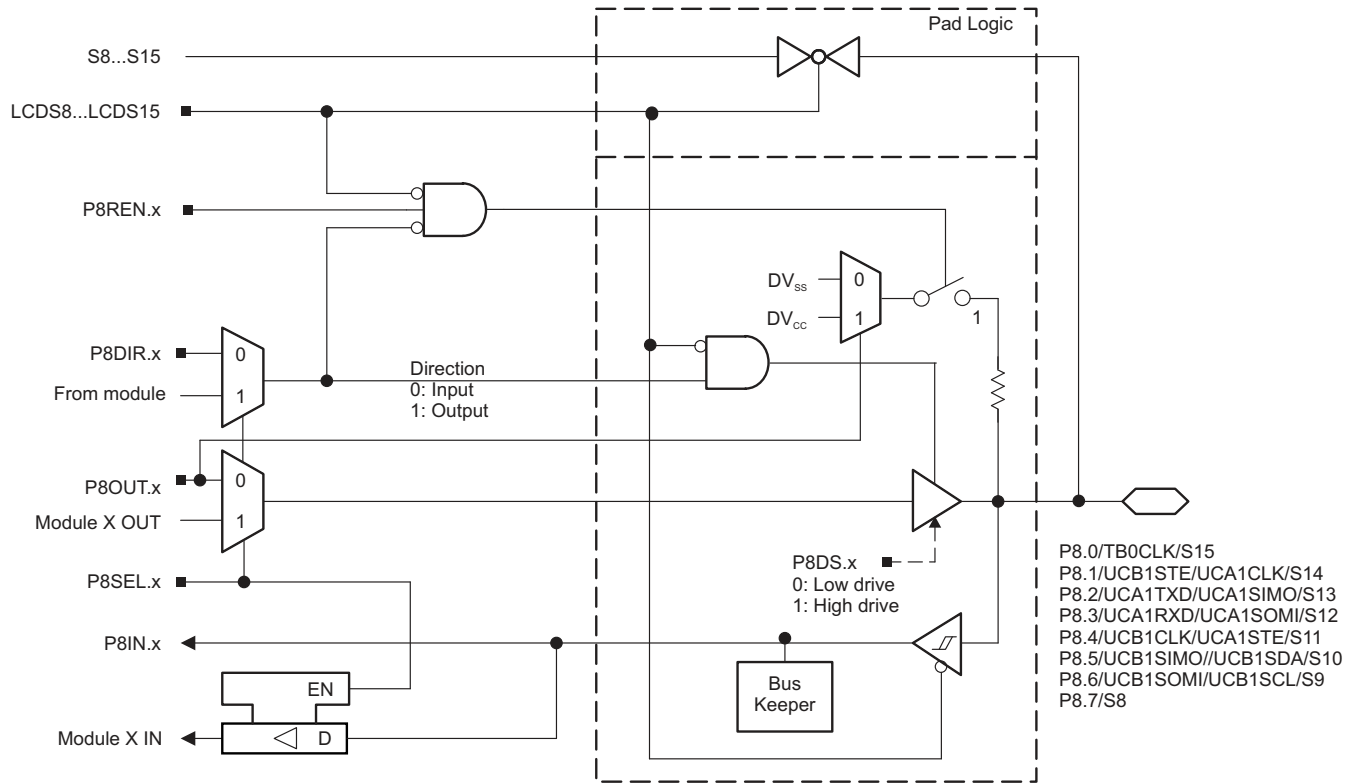 Pad Logic
S8...S15
LCDS8...LCDS15
P8REN.x
DVSS
0
DVCC
1
1
P8DIR.x
0
From module
1
Direction
0: Input
1: Output
P8OUT.x
0
Module X OUT
1
P8SEL.x
P8DS.x
0: Low drive
1: High drive
P8.0/TB0CLK/S15
P8.1/UCB1STE/UCA1CLK/S14
P8.2/UCA1TXD/UCA1SIMO/S13
P8.3/UCA1RXD/UCA1SOMI/S12
P8.4/UCB1CLK/UCA1STE/S11
P8.5/UCB1SIMO//UCB1SDA/S10
P8.6/UCB1SOMI/UCB1SCL/S9
P8.7/S8
P8IN.x
Bus
Keeper
EN
Module X IN
D